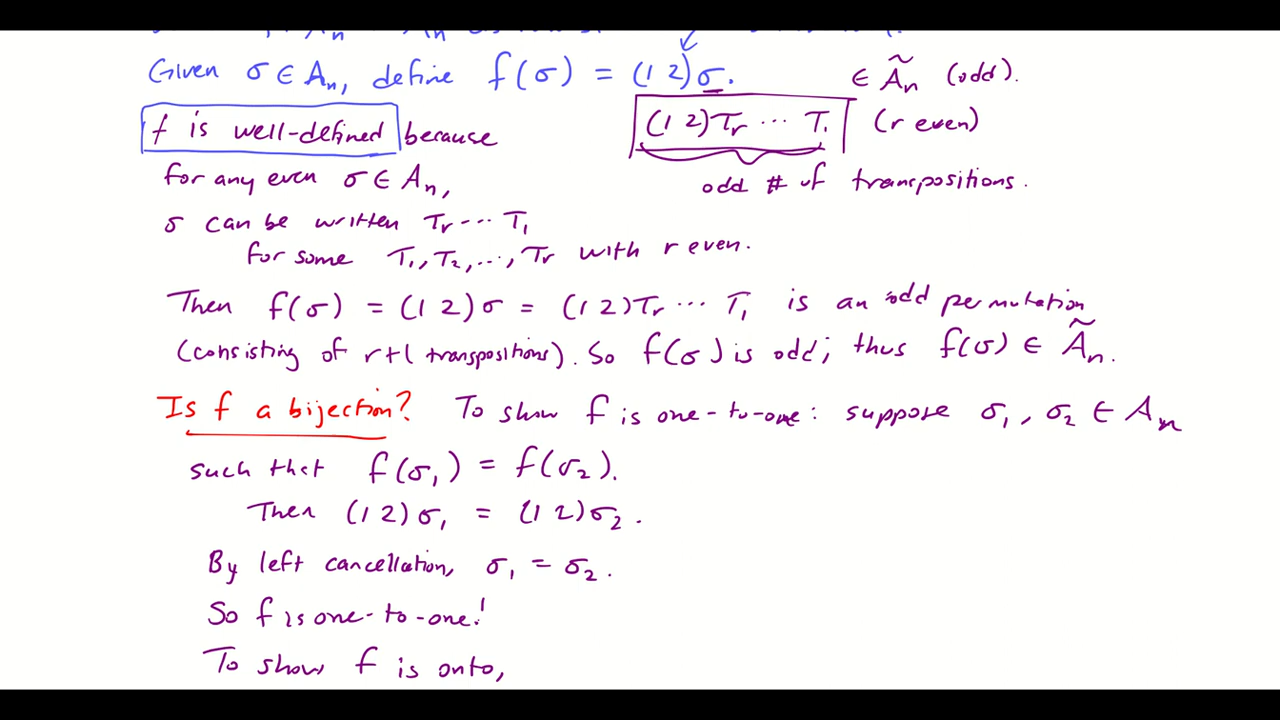 Given σ ∈ Aₙ, define f(σ) = (1 2)σ. ∈ Ãₙ (odd).
f is well-defined because (1 2)τᵣ ⋯ τ₁ (r even)
for any even σ ∈ Aₙ, odd # of transpositions.
σ can be written τᵣ ⋯ τ₁
for some τ₁, τ₂, ..., τᵣ with r even.
Then f(σ) = (1 2)σ = (1 2)τᵣ ⋯ τ₁ is an odd permutation
(consisting of r+1 transpositions). So f(σ) is odd; thus f(σ) ∈ Ãₙ.
Is f a bijection? To show f is one-to-one: suppose σ₁, σ₂ ∈ Aₙ
such that f(σ₁) = f(σ₂).
Then (1 2)σ₁ = (1 2)σ₂.
By left cancellation, σ₁ = σ₂.
So f is one-to-one!
To show f is onto,